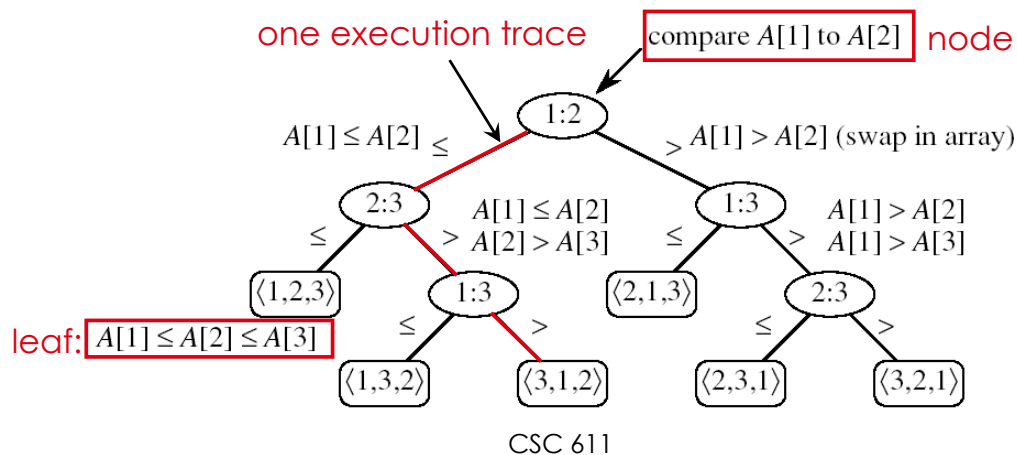 one execution trace
compare A[1] to A[2] node
1:2
A[1] ≤ A[2] ≤
> A[1] > A[2] (swap in array)
2:3
A[1] ≤ A[2]
A[2] > A[3]
1:3
A[1] > A[2]
A[1] > A[3]
≤
>
≤
>
⟨1,2,3⟩
1:3
⟨2,1,3⟩
2:3
leaf: A[1] ≤ A[2] ≤ A[3]
≤
>
≤
>
⟨1,3,2⟩
⟨3,1,2⟩
⟨2,3,1⟩
⟨3,2,1⟩
CSC 611